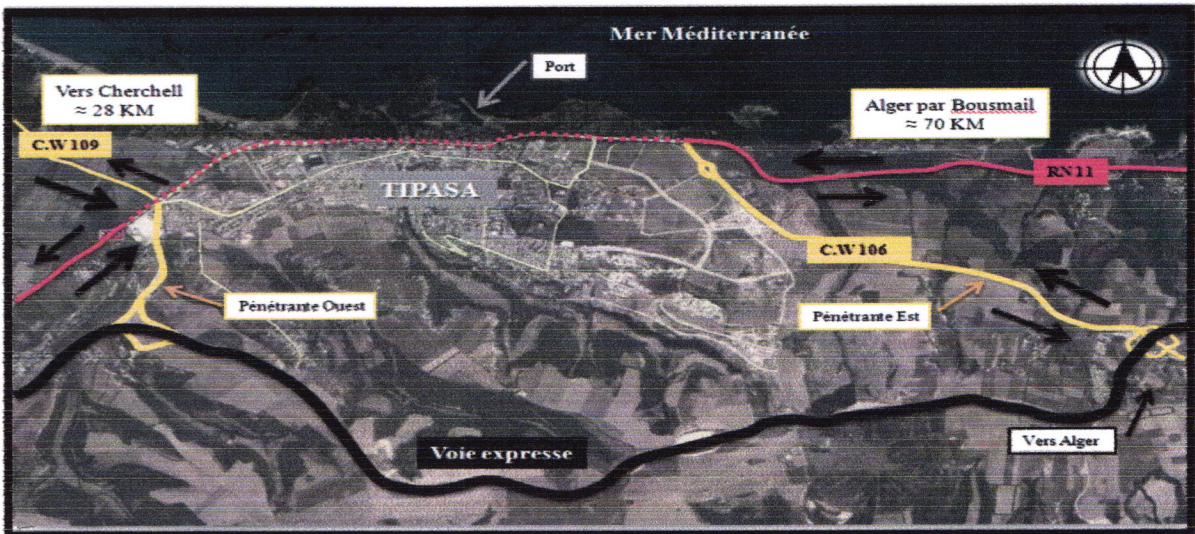 Mer Méditerranée
Port
Vers Cherchell
≈ 28 KM
Alger par Bousmail
≈ 70 KM
C.W 109
RN 11
TIPASA
C.W 106
Pénétrante Ouest
Pénétrante Est
Voie expresse
Vers Alger